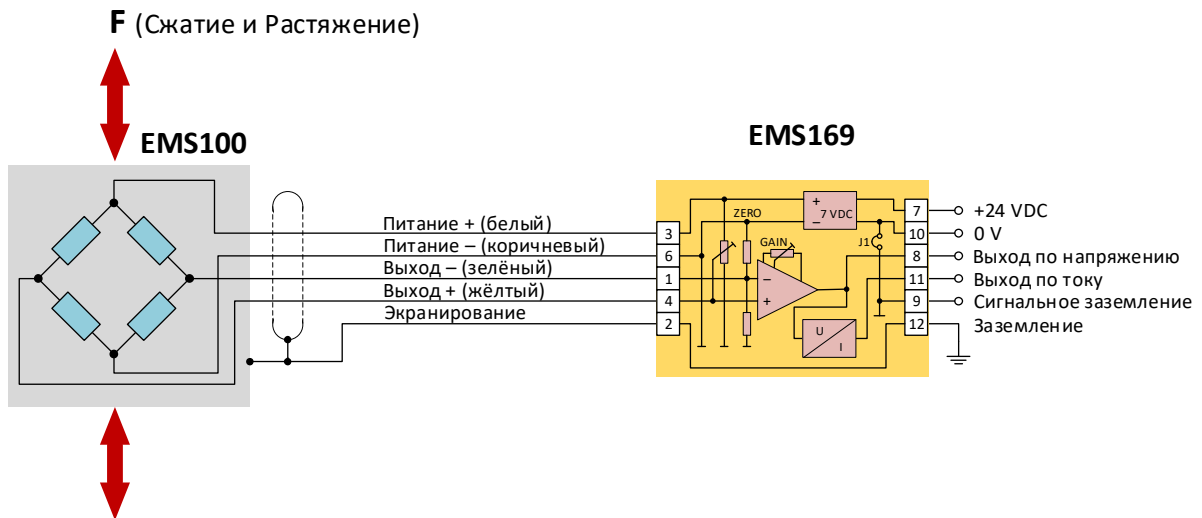 F (Сжатие и Растяжение)
EMS100
EMS169
Питание + (белый)
Питание – (коричневый)
Выход – (зелёный)
Выход + (жёлтый)
Экранирование
3
6
1
4
2
ZERO
GAIN
+
–
7 VDC
J1
–
+
U
I
7
10
8
11
9
12
+24 VDC
0 V
Выход по напряжению
Выход по току
Сигнальное заземление
Заземление